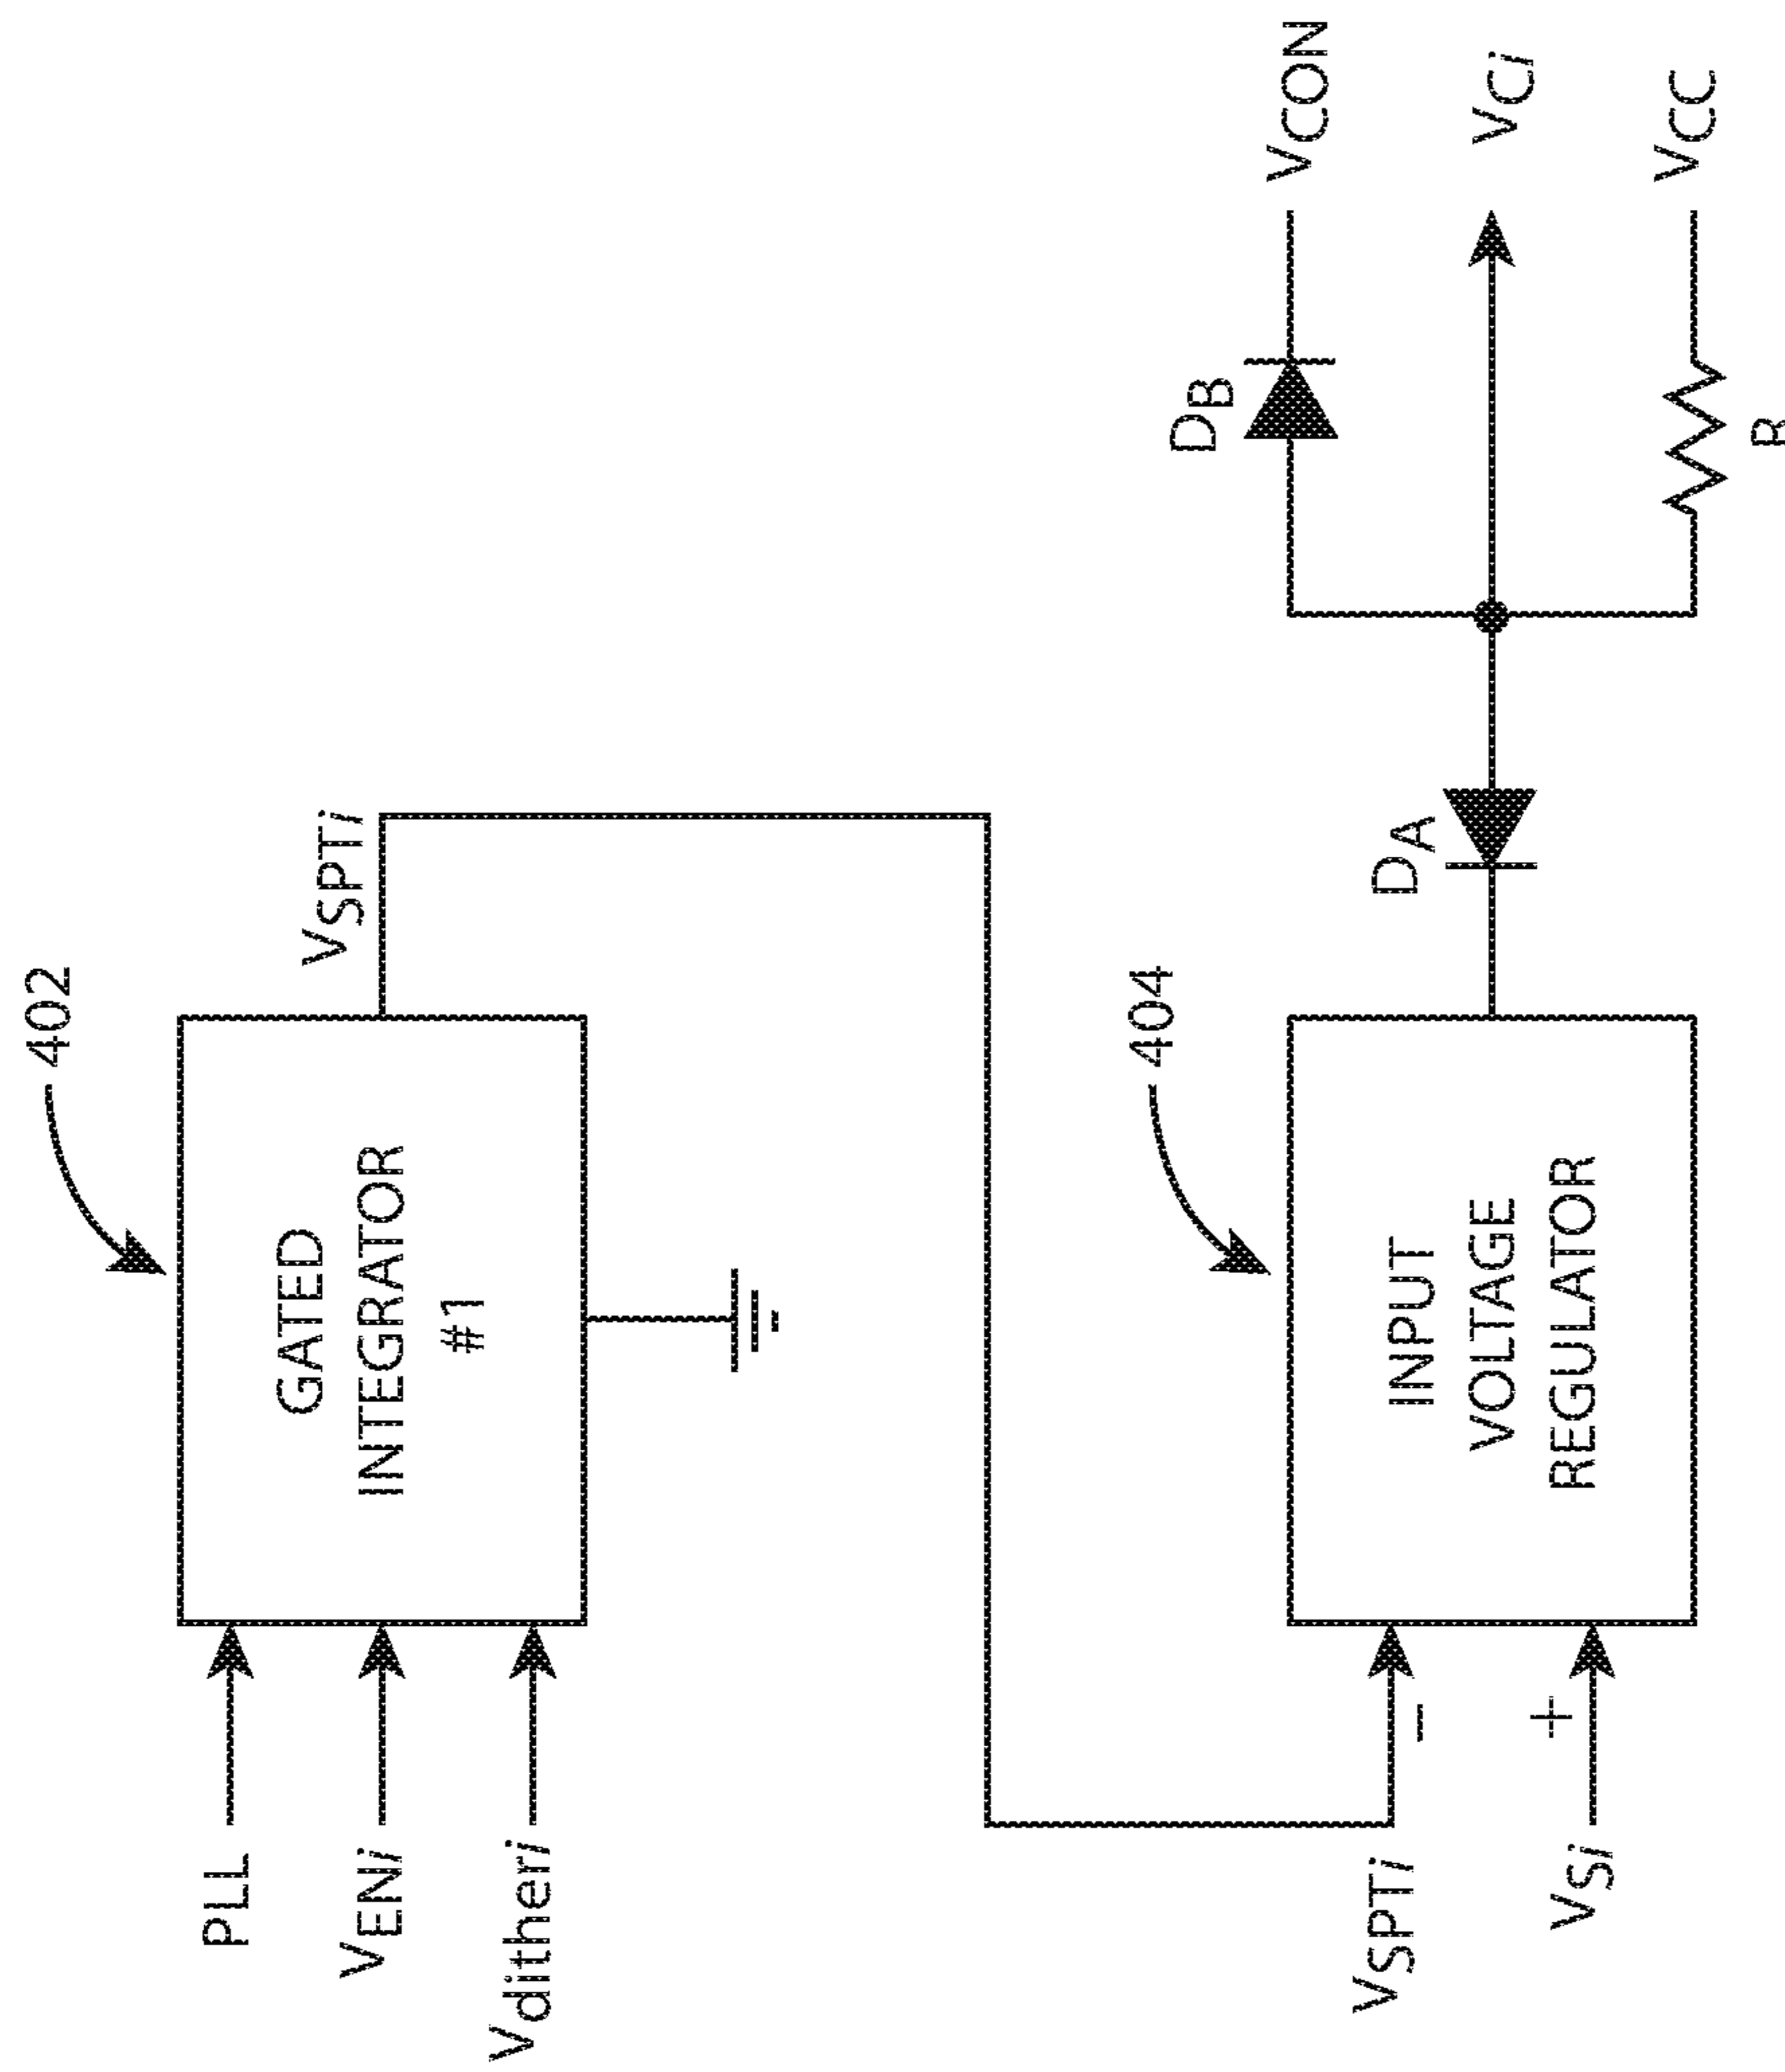 402
PLL
VENi
Vditheri
GATED
INTEGRATOR
#1
VSPTi
404
VSPTi
−
+
VSi
INPUT
VOLTAGE
REGULATOR
DA
DB
VCON
VCi
VCC